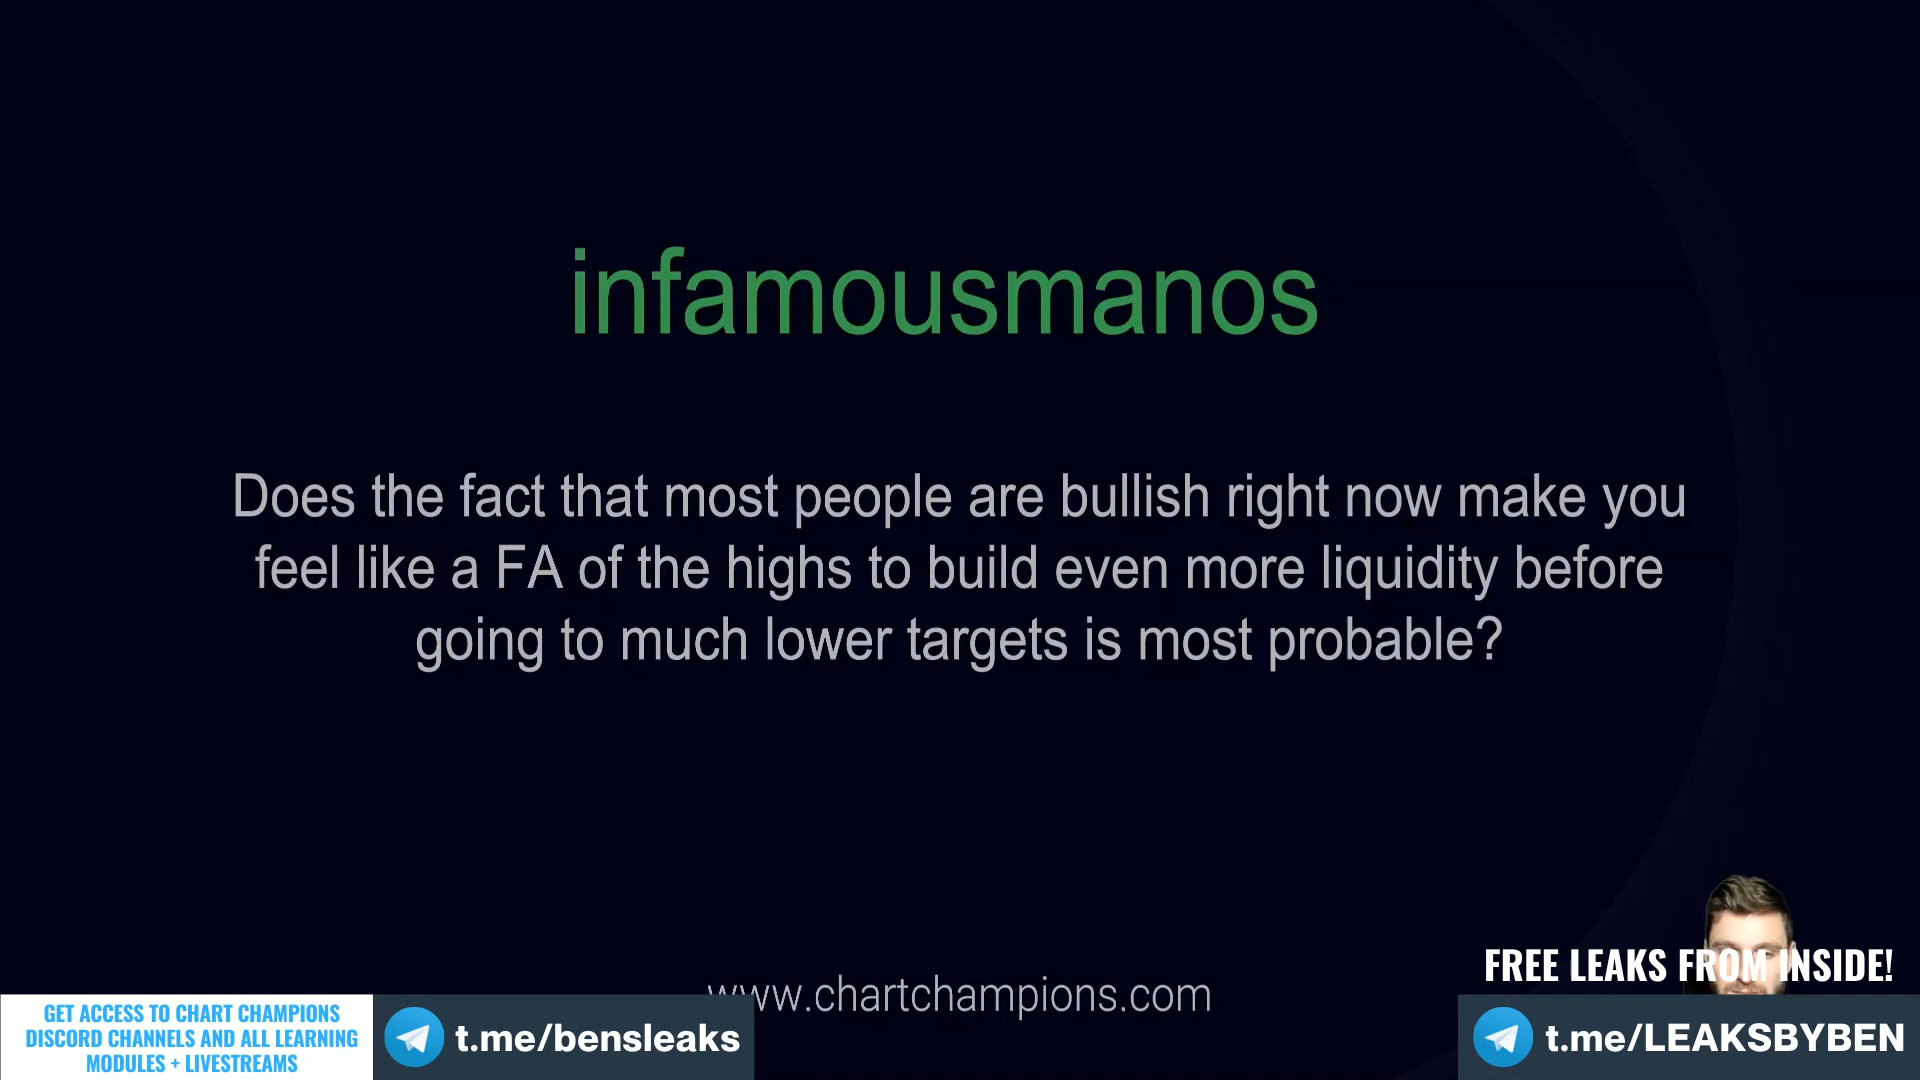 infamousmanos
Does the fact that most people are bullish right now make you
feel like a FA of the highs to build even more liquidity before
going to much lower targets is most probable?
www.chartchampions.com
FREE LEAKS FROM INSIDE!
GET ACCESS TO CHART CHAMPIONS
DISCORD CHANNELS AND ALL LEARNING
MODULES + LIVESTREAMS
t.me/bensleaks
t.me/LEAKSBYBEN